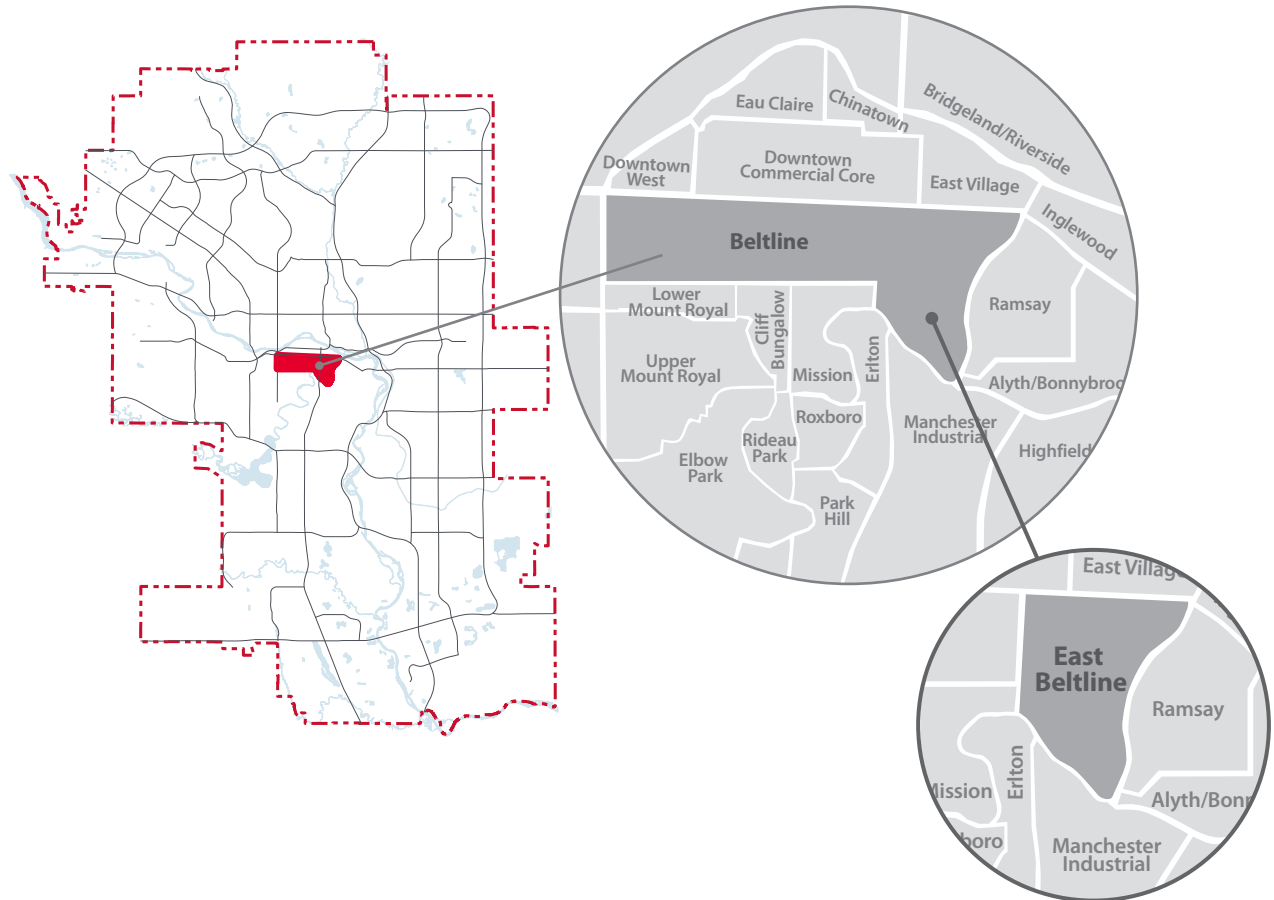 Eau Claire
Chinatown
Bridgeland/Riverside
Downtown
West
Downtown
Commercial Core
East Village
Inglewood
Beltline
Lower
Mount Royal
Cliff
Bungalow
Ramsay
Upper
Mount Royal
Mission
Erlton
Alyth/Bonnybroo
Roxboro
Manchester
Industrial
Rideau
Park
Elbow
Park
Highfield
Park
Hill
East Village
East
Beltline
Ramsay
Erlton
Mission
Alyth/Bonn
boro
Manchester
Industrial